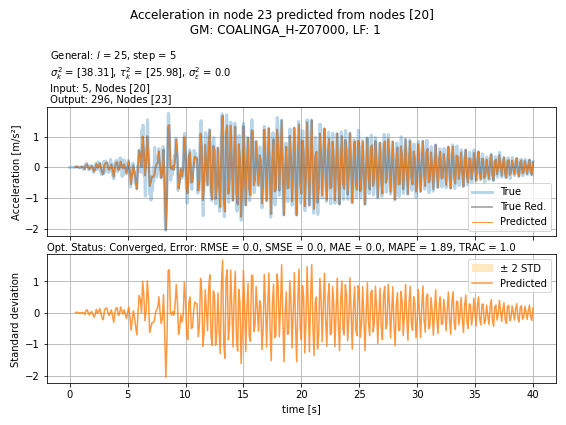 Acceleration in node 23 predicted from nodes [20]
GM: COALINGA_H-Z07000, LF: 1
General: l = 25, step = 5
σ²ₖ = [38.31], τ²ₖ = [25.98], σ²ε = 0.0
Input: 5, Nodes [20]
Output: 296, Nodes [23]
Acceleration [m/s²]
1
0
−1
−2
True
True Red.
Predicted
Opt. Status: Converged, Error: RMSE = 0.0, SMSE = 0.0, MAE = 0.0, MAPE = 1.89, TRAC = 1.0
Standard deviation
1
0
−1
−2
± 2 STD
Predicted
0 5 10 15 20 25 30 35 40
time [s]